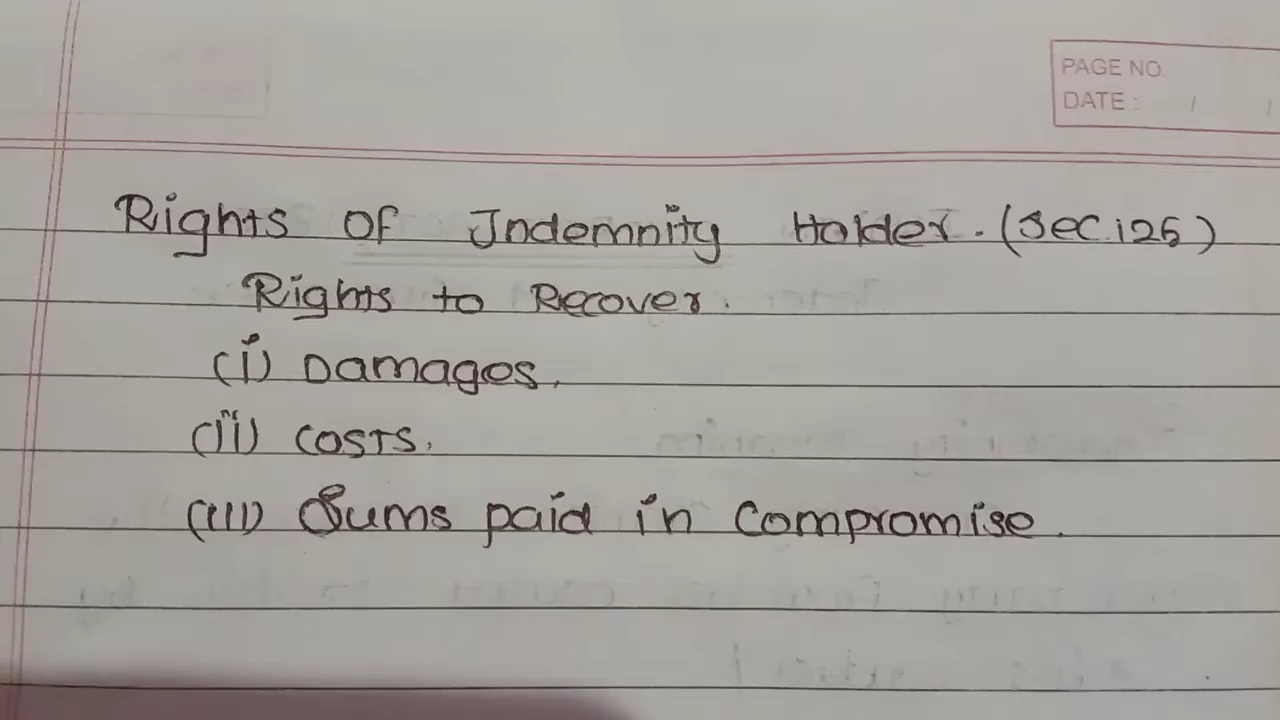 PAGE NO.
DATE : / /
Rights of Indemnity Holder. (Sec.125)
Rights to Recover.
(i) Damages.
(ii) costs.
(III) Sums paid in compromise.